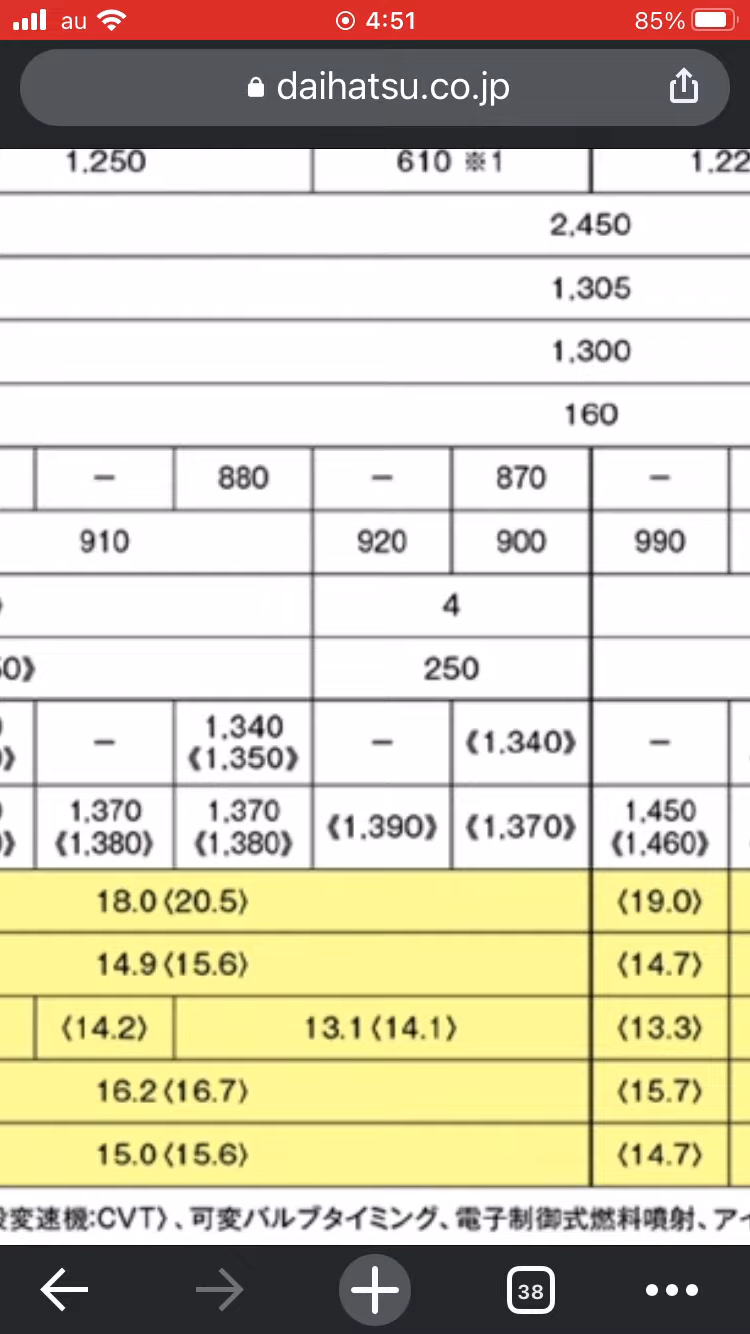 au 4:51 85%
daihatsu.co.jp
1,250 610 ※1 1,22
2,450
1,305
1,300
160
– 880 – 870 –
910 920 900 990
4
50》 250
– 1,340 《1,350》 – 《1,340》 –
1,370 《1,380》 1,370 《1,380》 《1,390》 《1,370》 1,450 《1,460》
18.0〈20.5〉 〈19.0〉
14.9〈15.6〉 〈14.7〉
〈14.2〉 13.1〈14.1〉 〈13.3〉
16.2〈16.7〉 〈15.7〉
15.0〈15.6〉 〈14.7〉
変速機:CVT〉、可変バルブタイミング、電子制御式燃料噴射、アイ
38